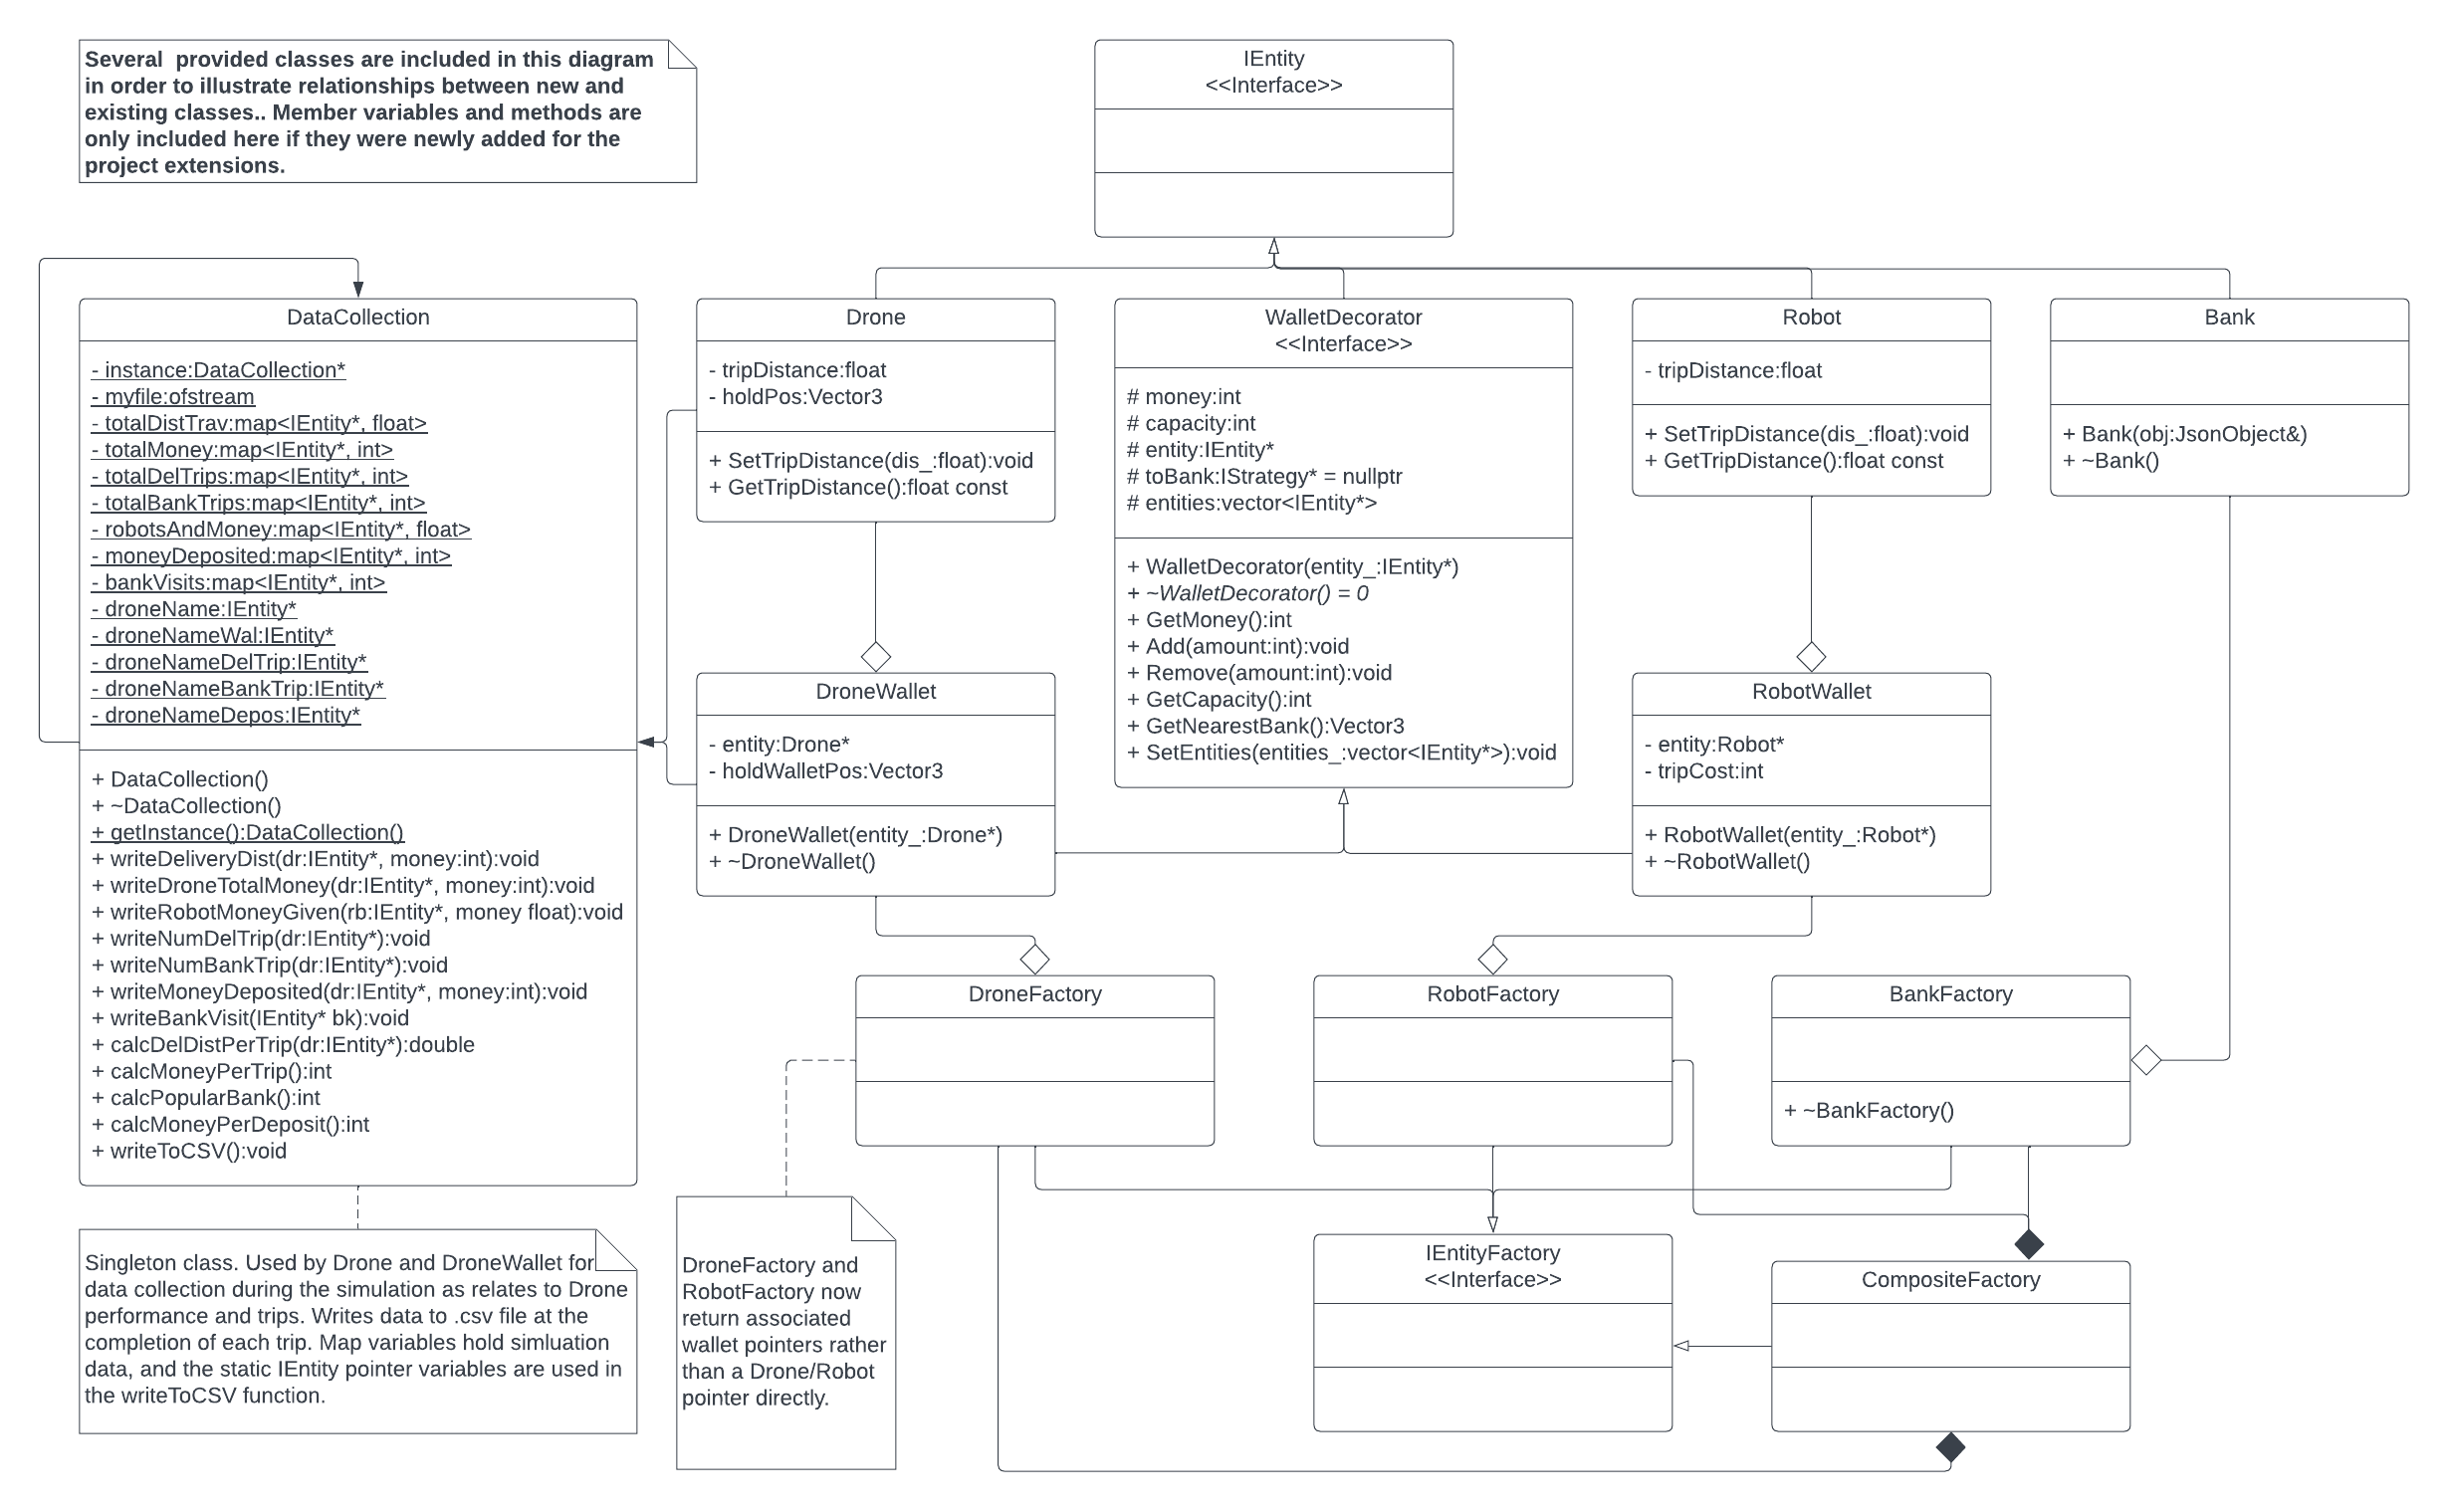 Several  provided classes are included in this diagram
in order to illustrate relationships between new and
existing classes.. Member variables and methods are
only included here if they were newly added for the
project extensions.
IEntity
<<Interface>>
DataCollection
- instance:DataCollection*
- myfile:ofstream
- totalDistTrav:map<IEntity*, float>
- totalMoney:map<IEntity*, int>
- totalDelTrips:map<IEntity*, int>
- totalBankTrips:map<IEntity*, int>
- robotsAndMoney:map<IEntity*, float>
- moneyDeposited:map<IEntity*, int>
- bankVisits:map<IEntity*, int>
- droneName:IEntity*
- droneNameWal:IEntity*
- droneNameDelTrip:IEntity*
- droneNameBankTrip:IEntity*
- droneNameDepos:IEntity*
+ DataCollection()
+ ~DataCollection()
+ getInstance():DataCollection()
+ writeDeliveryDist(dr:IEntity*, money:int):void
+ writeDroneTotalMoney(dr:IEntity*, money:int):void
+ writeRobotMoneyGiven(rb:IEntity*, money float):void
+ writeNumDelTrip(dr:IEntity*):void
+ writeNumBankTrip(dr:IEntity*):void
+ writeMoneyDeposited(dr:IEntity*, money:int):void
+ writeBankVisit(IEntity* bk):void
+ calcDelDistPerTrip(dr:IEntity*):double
+ calcMoneyPerTrip():int
+ calcPopularBank():int
+ calcMoneyPerDeposit():int
+ writeToCSV():void
Drone
- tripDistance:float
- holdPos:Vector3
+ SetTripDistance(dis_:float):void
+ GetTripDistance():float const
WalletDecorator
<<Interface>>
# money:int
# capacity:int
# entity:IEntity*
# toBank:IStrategy* = nullptr
# entities:vector<IEntity*>
+ WalletDecorator(entity_:IEntity*)
+ ~WalletDecorator() = 0
+ GetMoney():int
+ Add(amount:int):void
+ Remove(amount:int):void
+ GetCapacity():int
+ GetNearestBank():Vector3
+ SetEntities(entities_:vector<IEntity*>):void
Robot
- tripDistance:float
+ SetTripDistance(dis_:float):void
+ GetTripDistance():float const
Bank
+ Bank(obj:JsonObject&)
+ ~Bank()
DroneWallet
- entity:Drone*
- holdWalletPos:Vector3
+ DroneWallet(entity_:Drone*)
+ ~DroneWallet()
RobotWallet
- entity:Robot*
- tripCost:int
+ RobotWallet(entity_:Robot*)
+ ~RobotWallet()
DroneFactory
RobotFactory
BankFactory
+ ~BankFactory()
Singleton class. Used by Drone and DroneWallet for
data collection during the simulation as relates to Drone
performance and trips. Writes data to .csv file at the
completion of each trip. Map variables hold simluation
data, and the static IEntity pointer variables are used in
the writeToCSV function.
DroneFactory and
RobotFactory now
return associated
wallet pointers rather
than a Drone/Robot
pointer directly.
IEntityFactory
<<Interface>>
CompositeFactory